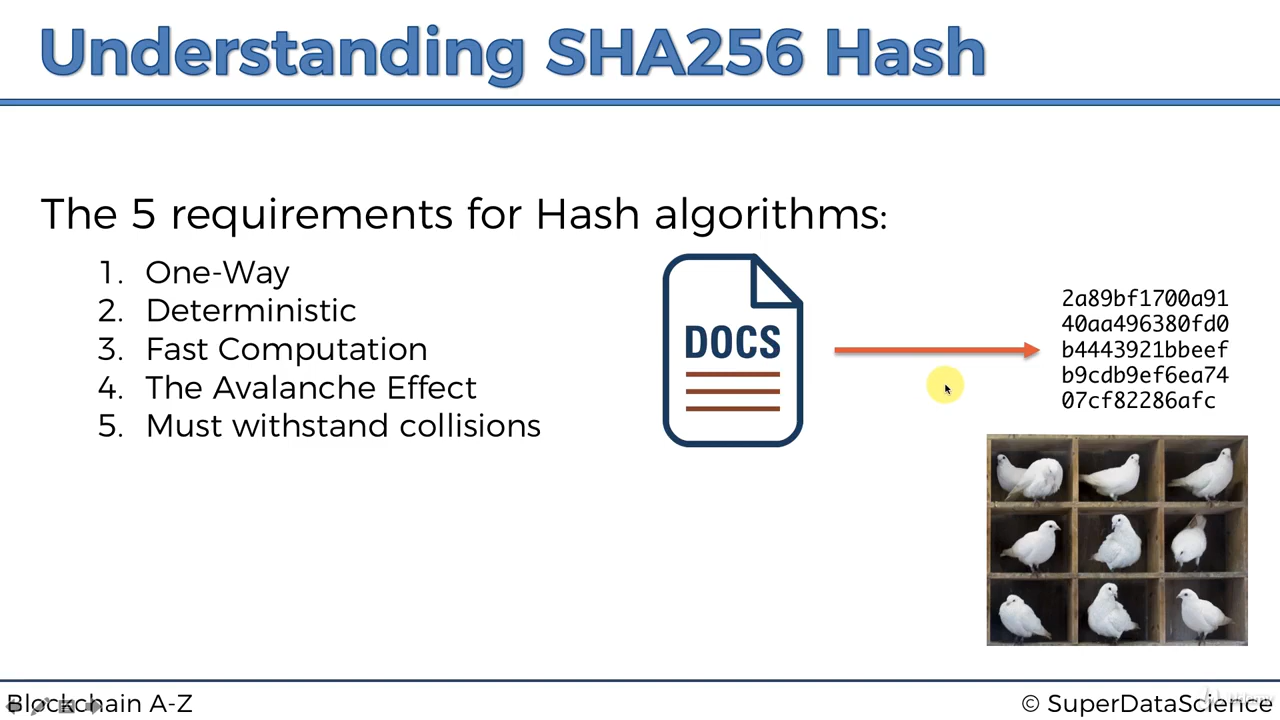 Understanding SHA256 Hash
The 5 requirements for Hash algorithms:
1. One-Way
2. Deterministic
3. Fast Computation
4. The Avalanche Effect
5. Must withstand collisions
DOCS
2a89bf1700a91
40aa496380fd0
b4443921bbeef
b9cdb9ef6ea74
07cf82286afc
Blockchain A-Z
© SuperDataScience